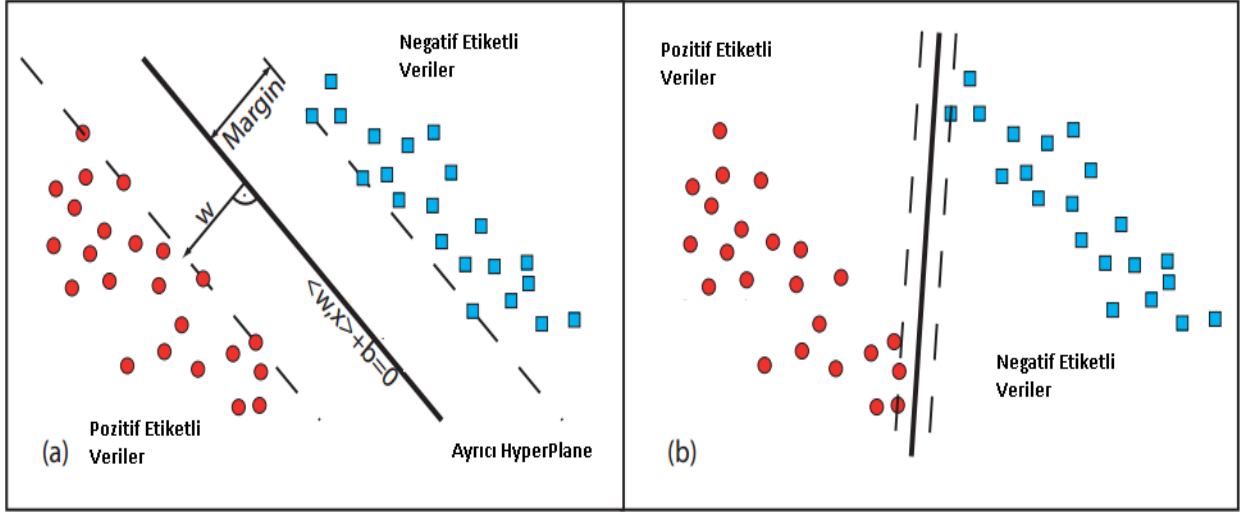 Negatif Etiketli
Veriler
Margin
w
<w,x>+b=0
Pozitif Etiketli
Veriler
(a)
Ayrıcı HyperPlane
Pozitif Etiketli
Veriler
Negatif Etiketli
Veriler
(b)